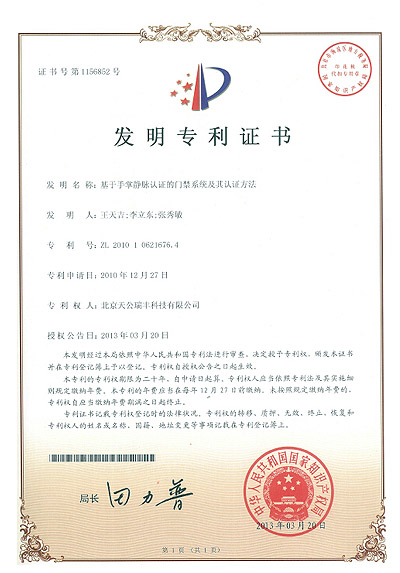 证书号第1156852号
印花税
代扣专用章
发明专利证书
发明名称：基于手掌静脉认证的门禁系统及其认证方法
发明人：王天吉;李立东;张秀敏
专利号：ZL 2010 1 0621676.4
专利申请日：2010年12月27日
专利权人：北京天公瑞丰科技有限公司
授权公告日：2013年03月20日
本发明经过本局依照中华人民共和国专利法进行审查，决定授予专利权，颁发本证书
并在专利登记簿上予以登记。专利权自授权公告之日起生效。
本专利的专利权期限为二十年，自申请日起算。专利权人应当依照专利法及其实施细
则规定缴纳年费。本专利的年费应当在每年12月27日前缴纳。未按照规定缴纳年费的，
专利权自应当缴纳年费期满之日起终止。
专利证书记载专利权登记时的法律状况。专利权的转移、质押、无效、终止、恢复和
专利权人的姓名或名称、国籍、地址变更等事项记载在专利登记簿上。
局长 田力普
中华人民共和国国家知识产权局
2013年03月20日
第1页（共1页）